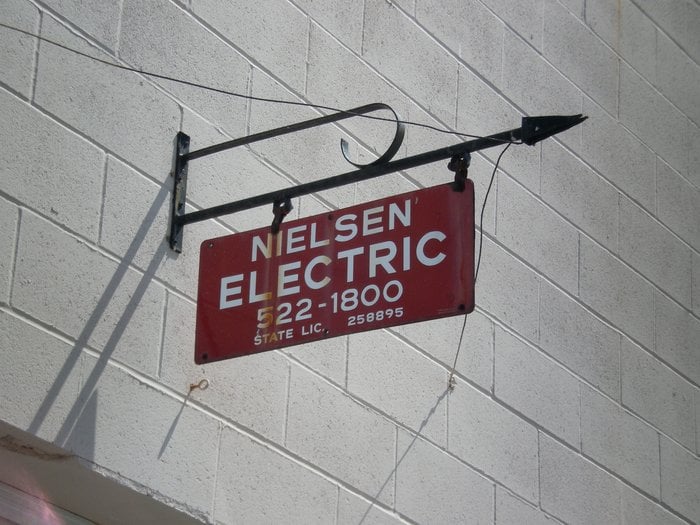 NIELSEN
ELECTRIC
522-1800
STATE LIC. 258895